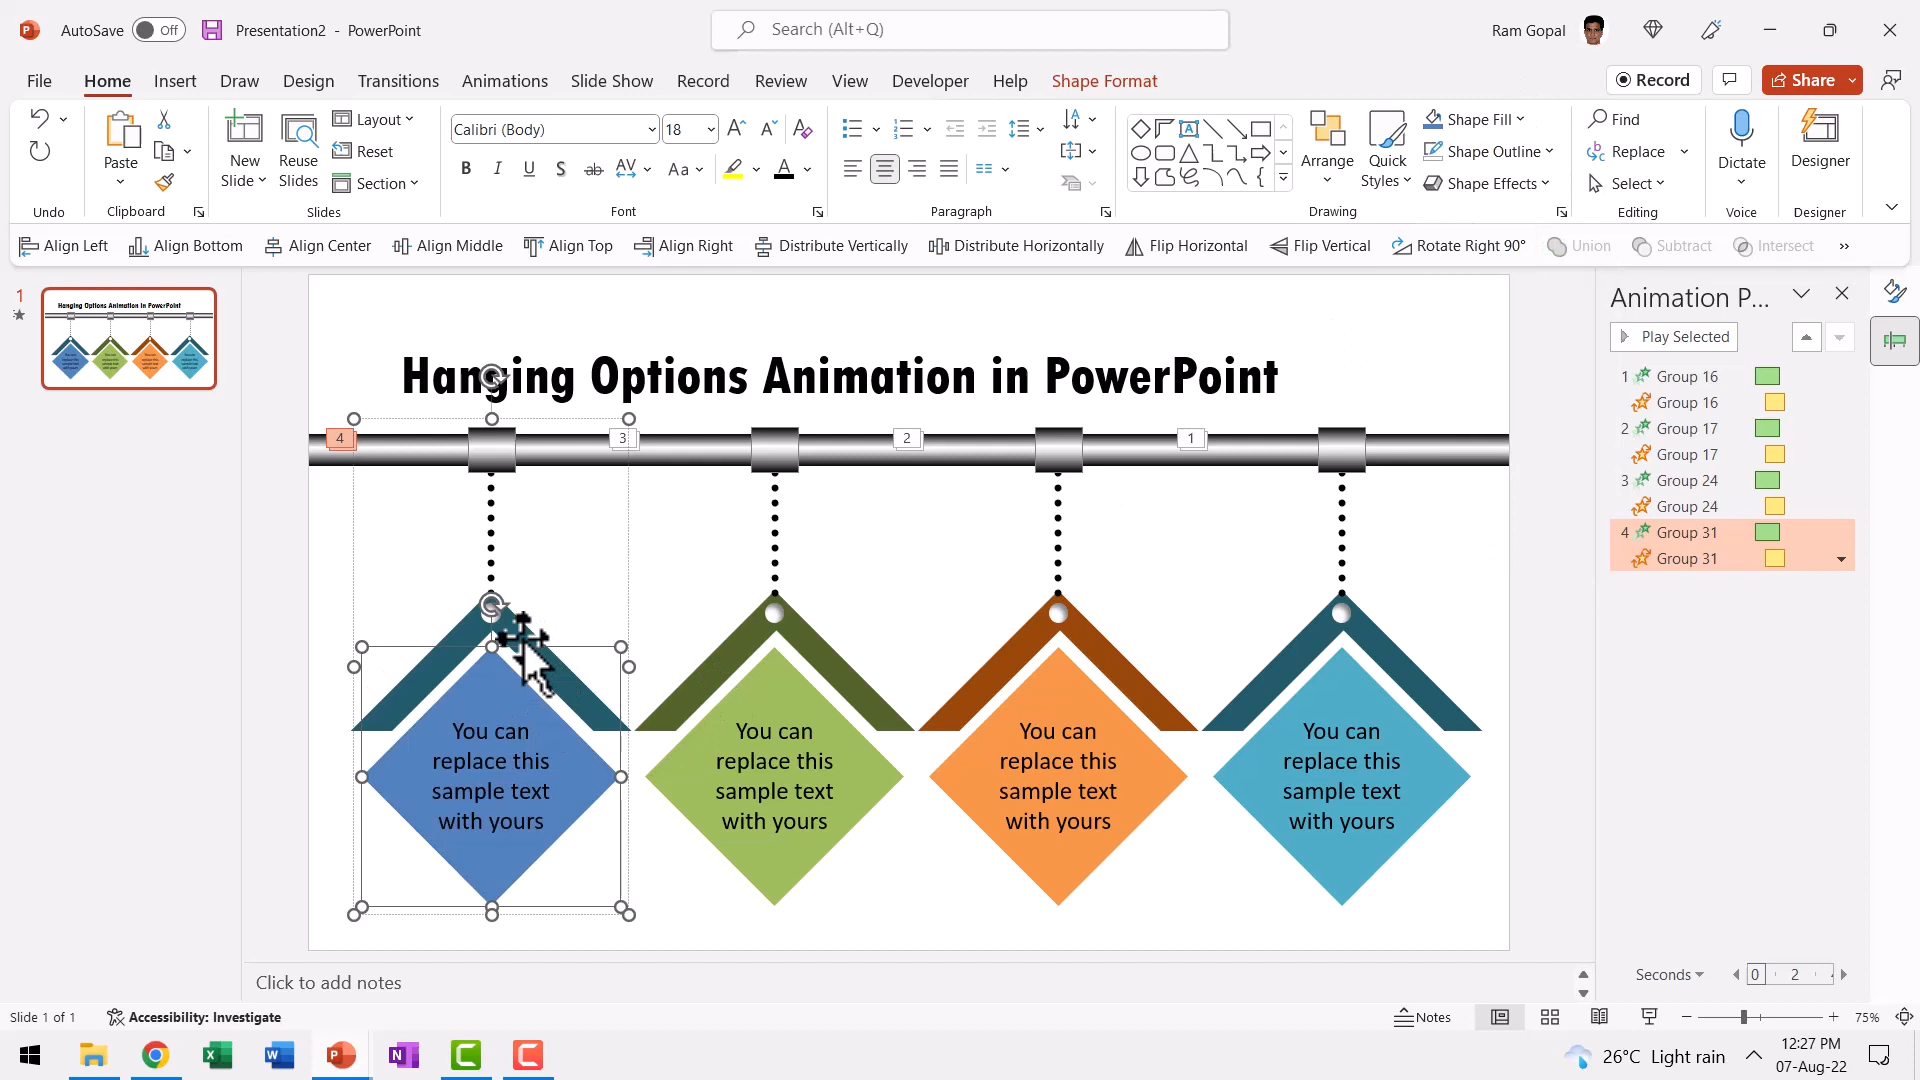 AutoSave Off Presentation2 - PowerPoint Search (Alt+Q) Ram Gopal
File Home Insert Draw Design Transitions Animations Slide Show Record Review View Developer Help Shape Format Record Share
Undo
Paste
Clipboard
New Slide
Reuse Slides
Layout
Reset
Section
Slides
Calibri (Body) 18
Font
Paragraph
Arrange
Quick Styles
Shape Fill
Shape Outline
Shape Effects
Drawing
Find
Replace
Select
Editing
Dictate
Voice
Designer
Designer
Align Left Align Bottom Align Center Align Middle Align Top Align Right Distribute Vertically Distribute Horizontally Flip Horizontal Flip Vertical Rotate Right 90° Union Subtract Intersect
1
Hanging Options Animation in PowerPoint
Hanging Options Animation in PowerPoint
4 3 2 1
You can
replace this
sample text
with yours
You can
replace this
sample text
with yours
You can
replace this
sample text
with yours
You can
replace this
sample text
with yours
Animation P...
Play Selected
1 Group 16
Group 16
2 Group 17
Group 17
3 Group 24
Group 24
4 Group 31
Group 31
Seconds 0 2
Click to add notes
Slide 1 of 1 Accessibility: Investigate Notes 75%
26°C Light rain
12:27 PM
07-Aug-22